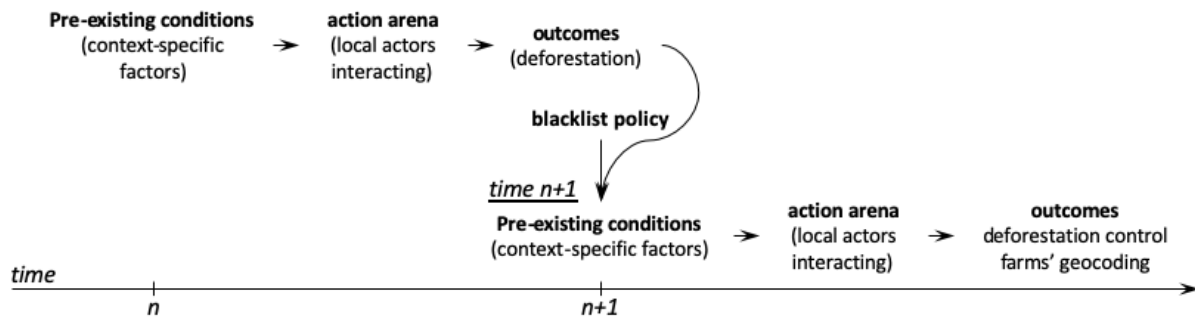 Pre-existing conditions
(context-specific
factors)
action arena
(local actors
interacting)
outcomes
(deforestation)
blacklist policy
time n+1
Pre-existing conditions
(context-specific factors)
action arena
(local actors
interacting)
outcomes
deforestation control
farms’ geocoding
time
n
n+1